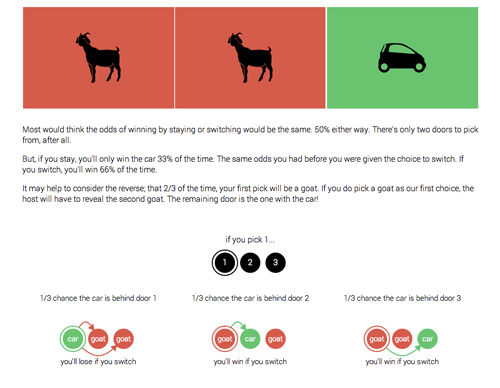 Most would think the odds of winning by staying or switching would be the same. 50% either way. There's only two doors to pick
from, after all.
But, if you stay, you'll only win the car 33% of the time. The same odds you had before you were given the choice to switch. If
you switch, you'll win 66% of the time.
It may help to consider the reverse; that 2/3 of the time, your first pick will be a goat. If you do pick a goat as our first choice, the
host will have to reveal the second goat. The remaining door is the one with the car!
if you pick 1...
1 2 3
1/3 chance the car is behind door 1
1/3 chance the car is behind door 2
1/3 chance the car is behind door 3
car goat goat
goat car goat
goat goat car
you'll lose if you switch
you'll win if you switch
you'll win if you switch